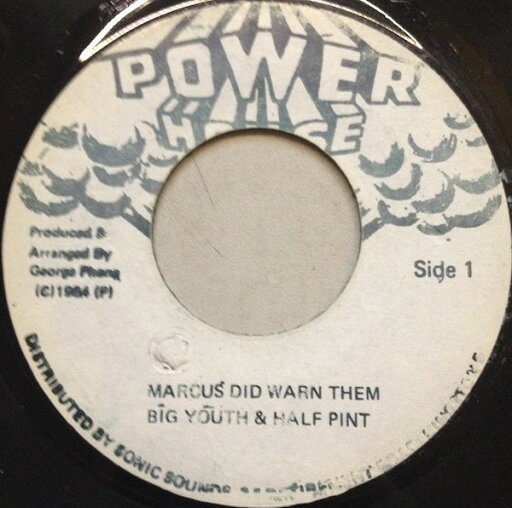 POWER
HOUSE
Produced &
Arranged By
George Phang
(C) 1984 (P)
Side 1
MARCUS DID WARN THEM
BIG YOUTH & HALF PINT
DISTRIBUTED BY SONIC SOUNDS